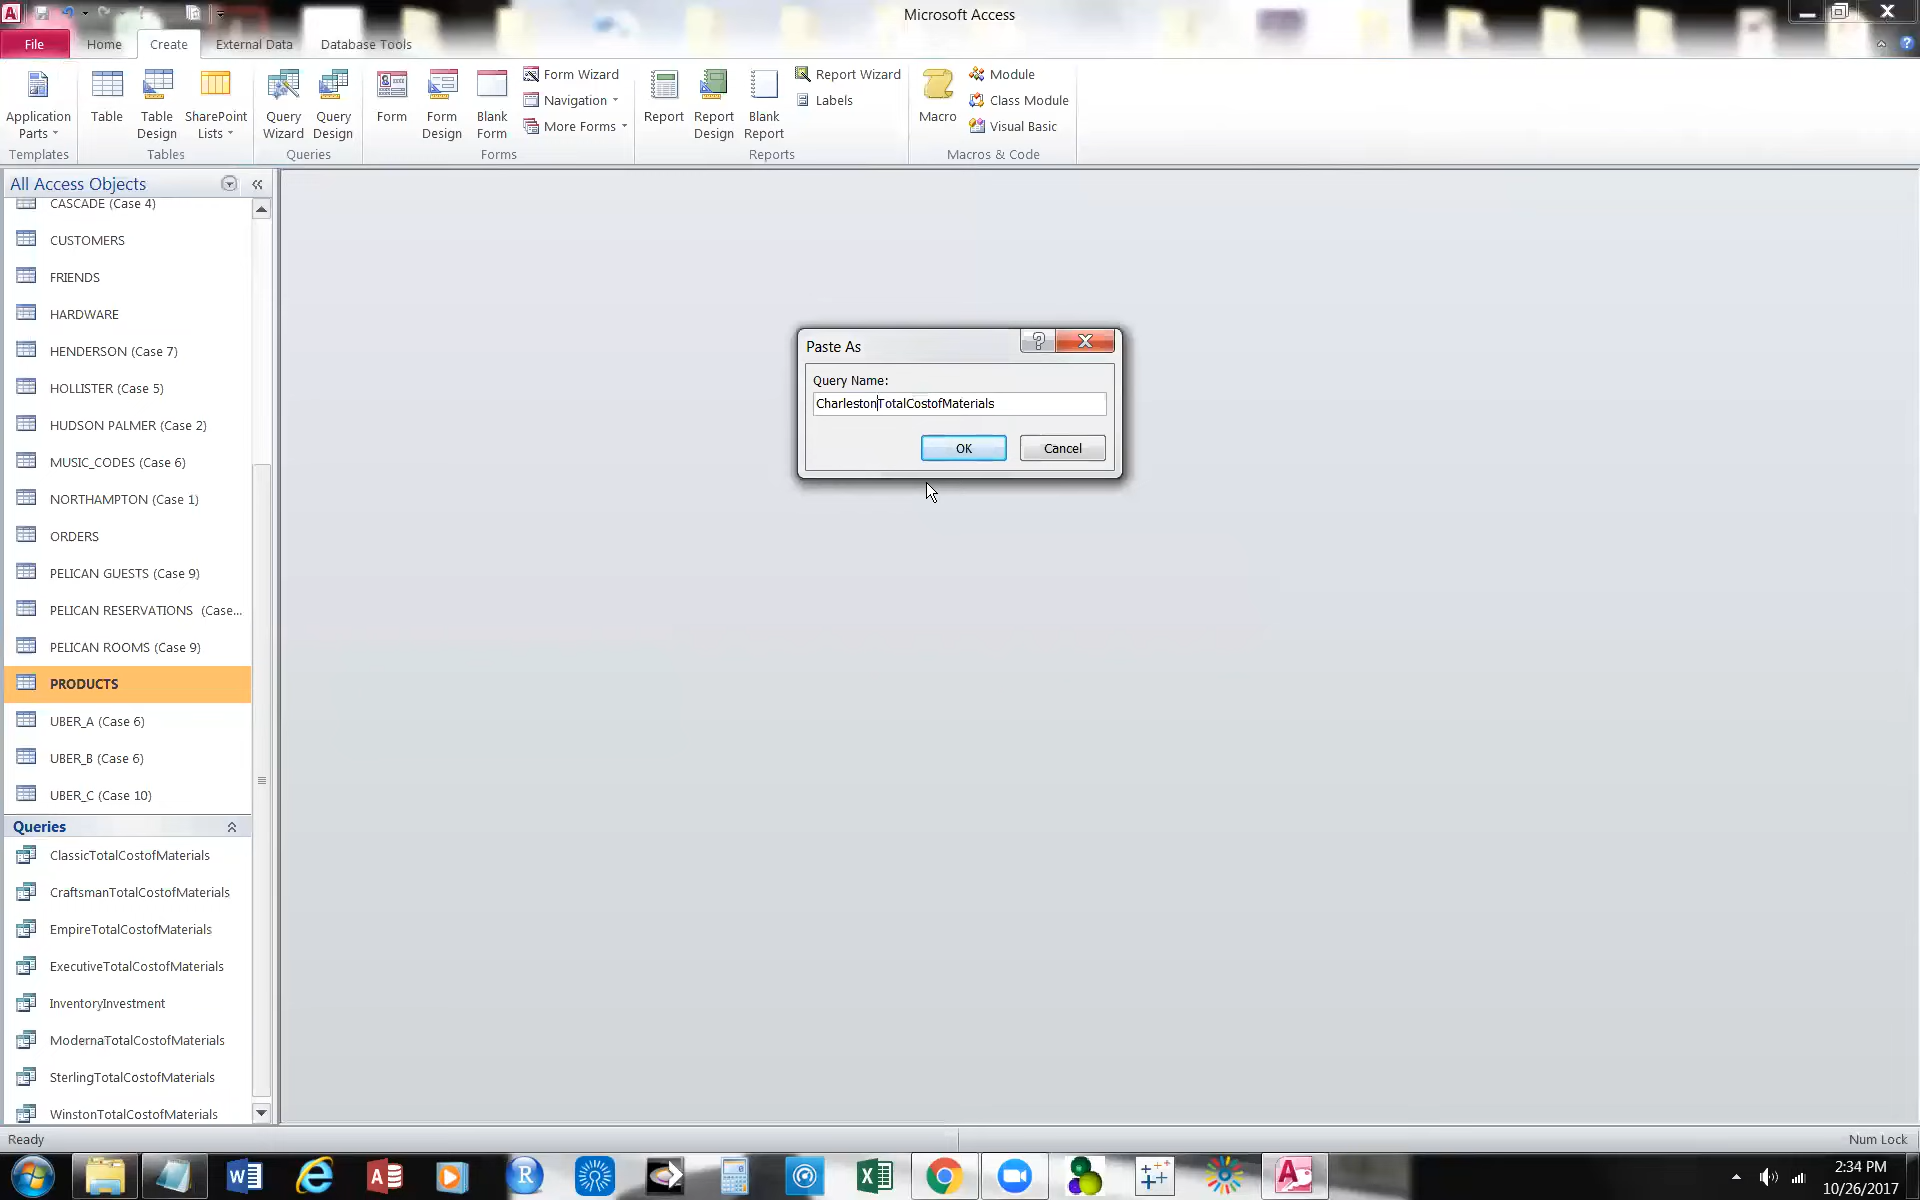 Microsoft Access
File Home Create External Data Database Tools
Application Parts
Templates
Table
Table Design
SharePoint Lists
Tables
Query Wizard
Query Design
Queries
Form
Form Design
Blank Form
Form Wizard
Navigation
More Forms
Forms
Report
Report Design
Blank Report
Report Wizard
Labels
Reports
Macro
Module
Class Module
Visual Basic
Macros & Code
All Access Objects
CASCADE (Case 4)
CUSTOMERS
FRIENDS
HARDWARE
HENDERSON (Case 7)
HOLLISTER (Case 5)
HUDSON PALMER (Case 2)
MUSIC_CODES (Case 6)
NORTHAMPTON (Case 1)
ORDERS
PELICAN GUESTS (Case 9)
PELICAN RESERVATIONS (Case...
PELICAN ROOMS (Case 9)
PRODUCTS
UBER_A (Case 6)
UBER_B (Case 6)
UBER_C (Case 10)
Queries
ClassicTotalCostofMaterials
CraftsmanTotalCostofMaterials
EmpireTotalCostofMaterials
ExecutiveTotalCostofMaterials
InventoryInvestment
ModernaTotalCostofMaterials
SterlingTotalCostofMaterials
WinstonTotalCostofMaterials
Paste As
Query Name:
CharlestonTotalCostofMaterials
OK Cancel
Ready
Num Lock
2:34 PM
10/26/2017